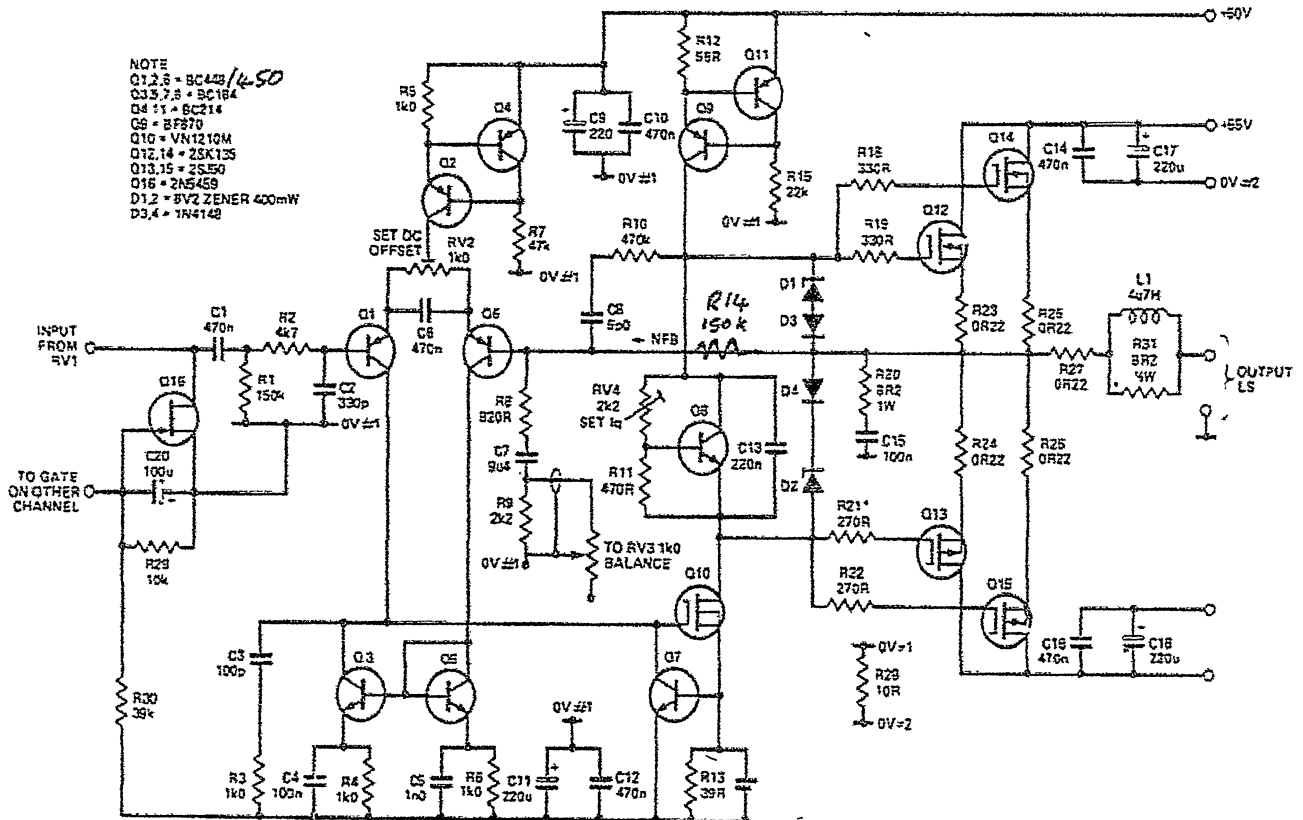 NOTE
Q1,2,6 = BC448/450
Q3,5,7,8 = BC184
Q4,11 = BC214
Q9 = BF870
Q10 = VN1210M
Q12,14 = 2SK135
Q13,15 = 2SJ50
Q16 = 2N5459
D1,2 = 8V2 ZENER 400mW
D3,4 = 1N4148
R5
1k0
Q4
Q2
SET DC
OFFSET
RV2
1k0
R7
47k
0V#1
C9
220
C10
470n
0V#1
R12
56R
Q11
Q9
R15
22k
0V#1
+60V
+55V
0V#2
Q14
C14
470n
C17
220u
R18
330R
R19
330R
Q12
R10
470k
C8
5p0
D1
D3
R14
150k
NFB
R23
0R22
R25
0R22
L1
4u7H
R31
8R2
4W
R27
0R22
OUTPUT
LS
INPUT
FROM
RV1
C1
470n
R2
4k7
Q1
C6
470n
Q6
Q16
R1
150k
C2
330p
0V#1
C20
100u
TO GATE
ON OTHER
CHANNEL
R29
10k
R8
820R
C7
R9
2k2
0V#1
TO RV3 1k0
BALANCE
RV4
2k2
SET Iq
Q8
R11
470R
C13
220n
D4
D2
R20
8R2
1W
C15
100n
R24
0R22
R26
0R22
R21*
270R
Q13
R22
270R
Q15
Q10
C3
100p
Q3
Q5
Q7
0V#1
R28
10R
0V#2
C16
470n
C18
220u
R30
39k
R3
1k0
C4
100n
R4
1k0
C5
1n0
R6
1k0
0V#1
C11
220u
C12
470n
R13
39R